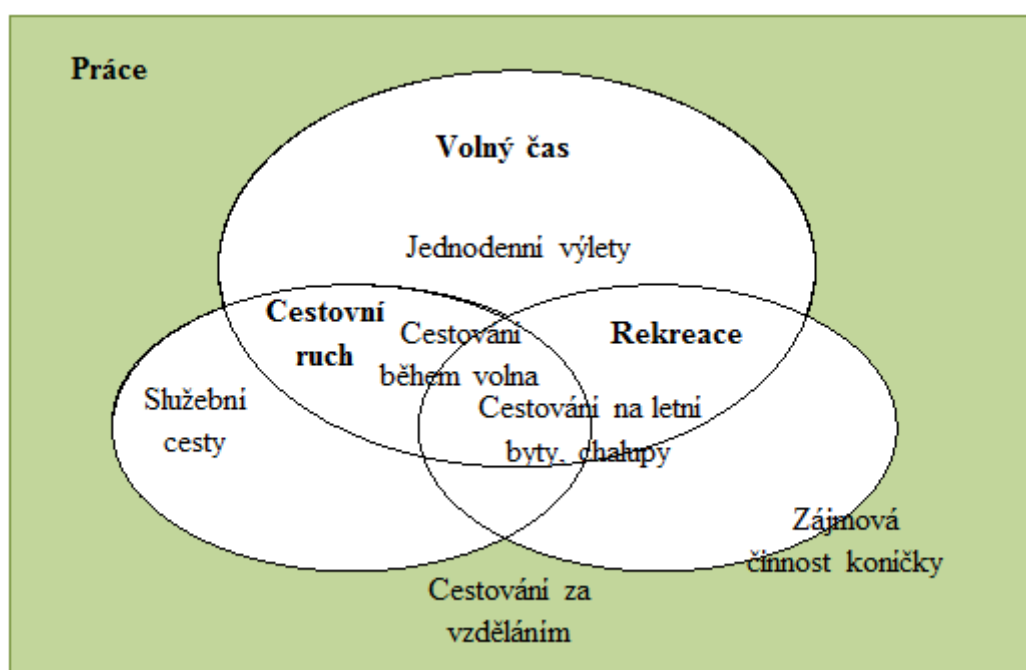 Práce
Volný čas
Jednodenní výlety
Cestovní
ruch
Cestování
během volna
Rekreace
Služební
cesty
Cestování na letní
byty, chalupy
Zájmová
činnost koníčky
Cestování za
vzděláním